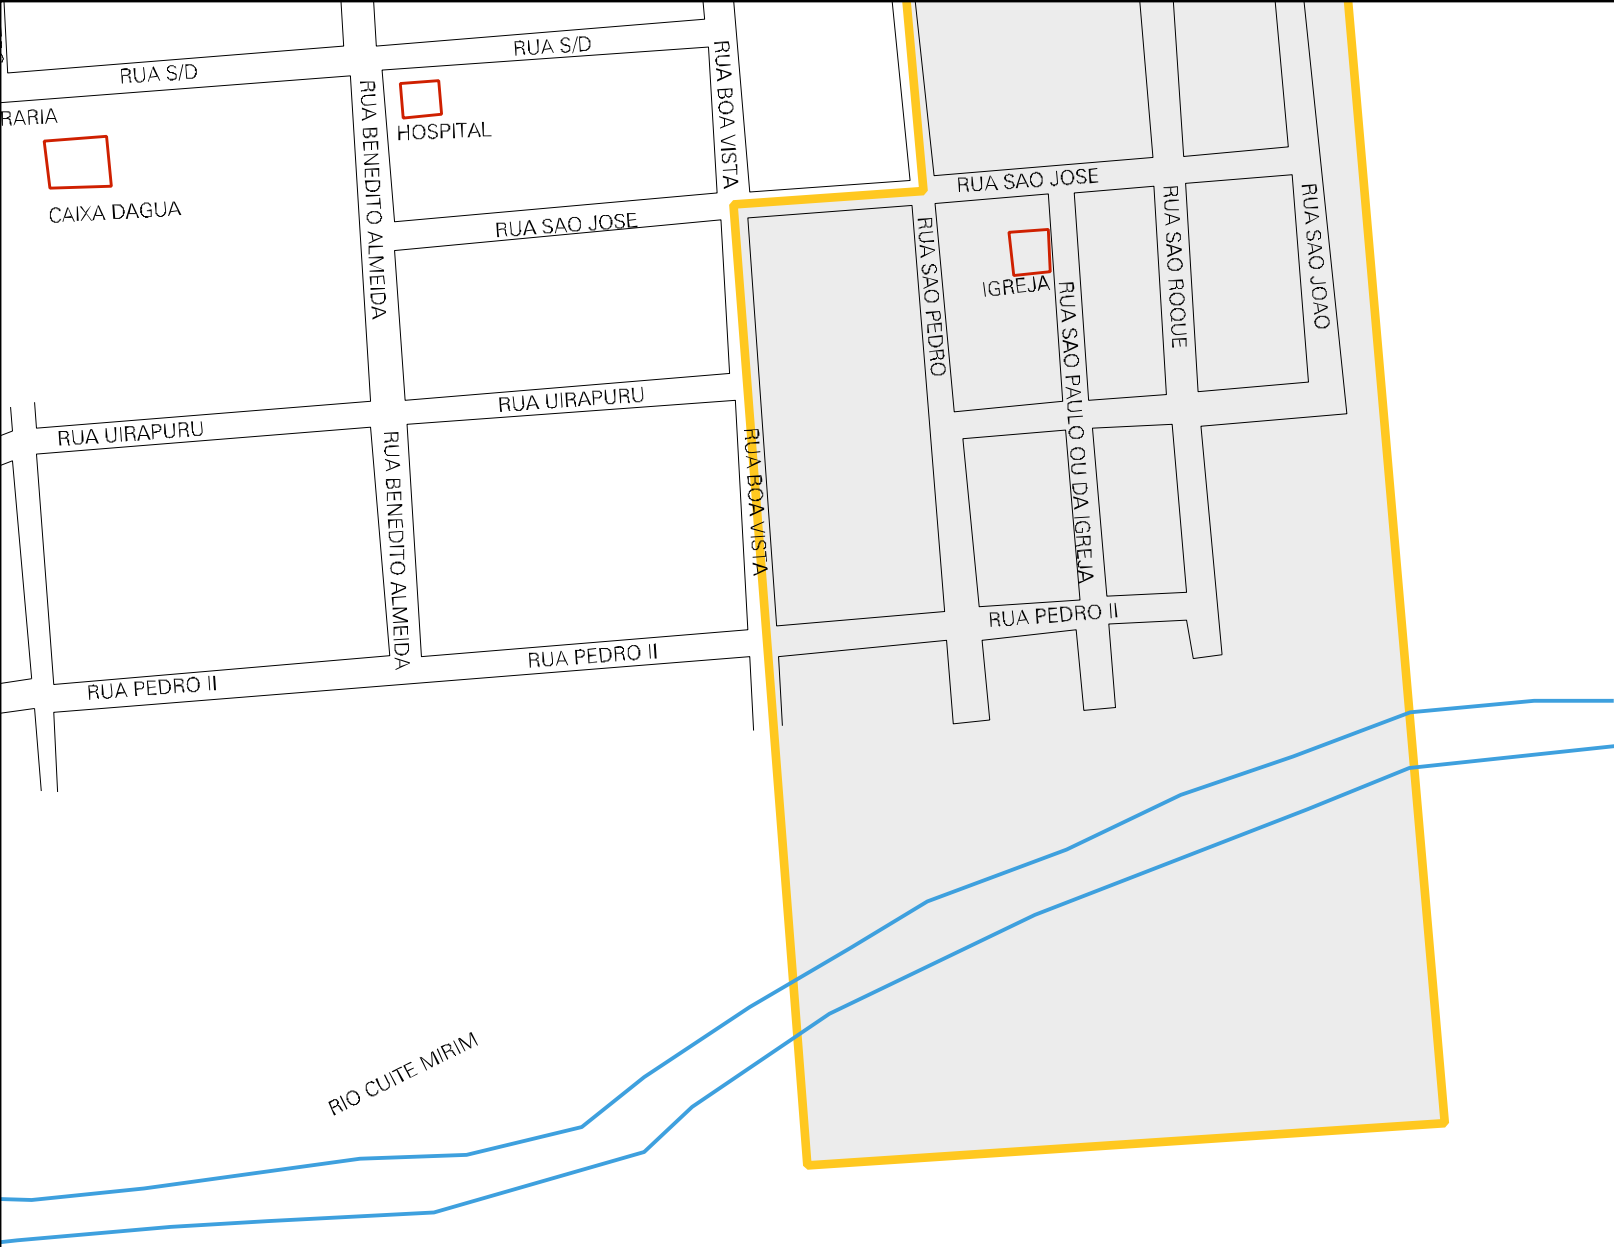 RUA S/D
RUA S/D
RUA BOA VISTA
RARIA
HOSPITAL
RUA BENEDITO ALMEIDA
CAIXA DAGUA
RUA SAO JOSE
RUA SAO JOSE
RUA SAO PEDRO
IGREJA
RUA SAO PAULO OU DA IGREJA
RUA SAO ROQUE
RUA SAO JOAO
RUA UIRAPURU
RUA UIRAPURU
RUA BENEDITO ALMEIDA
RUA BOA VISTA
RUA PEDRO II
RUA PEDRO II
RUA PEDRO II
RIO CUITE MIRIM